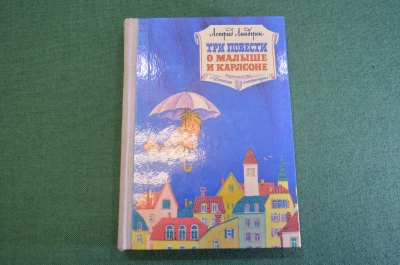 Астрид Линдгрен
ТРИ ПОВЕСТИ
О МАЛЫШЕ
И КАРЛСОНЕ